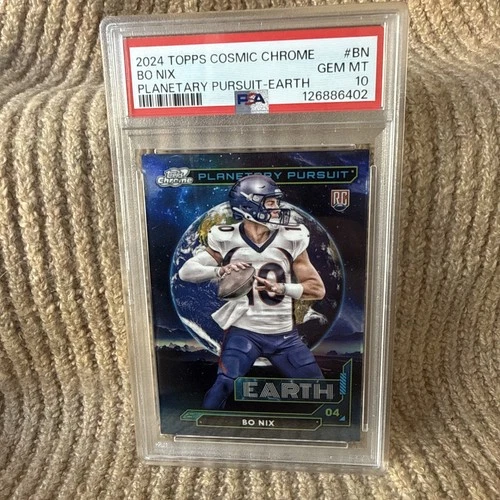 2024 TOPPS COSMIC CHROME #BN
BO NIX GEM MT
PLANETARY PURSUIT-EARTH 10
PSA 126886402
Topps Chrome PLANETARY PURSUIT
RC
10
10
EARTH
04
BO NIX